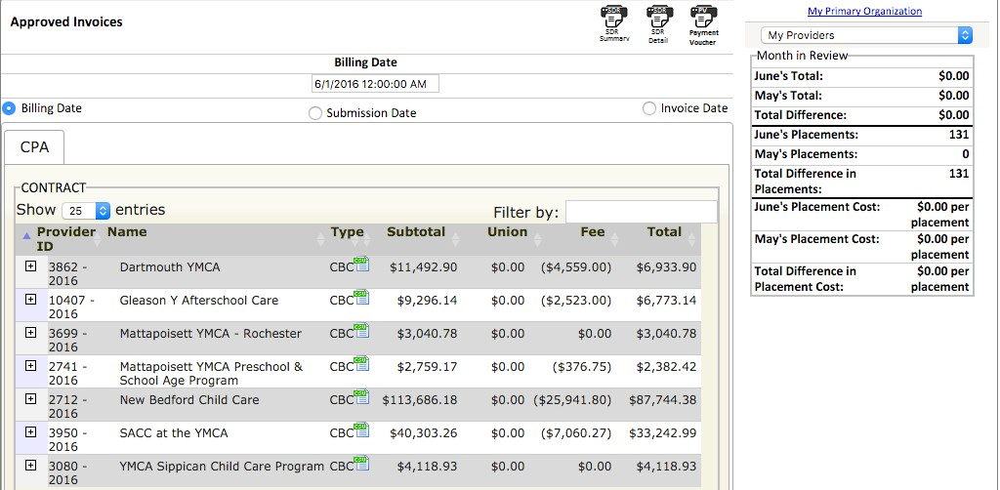 Approved Invoices
SDR
SDR
PV
SDR
Summary
SDR
Detail
Payment
Voucher
Billing Date
6/1/2016 12:00:00 AM
Billing Date
Submission Date
Invoice Date
CPA
CONTRACT
Show 25 entries
Filter by:
Provider ID Name Type Subtotal Union Fee Total
3862 - 2016 Dartmouth YMCA CBC CSV $11,492.90 $0.00 ($4,559.00) $6,933.90
10407 - 2016 Gleason Y Afterschool Care CBC CSV $9,296.14 $0.00 ($2,523.00) $6,773.14
3699 - 2016 Mattapoisett YMCA - Rochester CBC CSV $3,040.78 $0.00 $0.00 $3,040.78
2741 - 2016 Mattapoisett YMCA Preschool & School Age Program CBC CSV $2,759.17 $0.00 ($376.75) $2,382.42
2712 - 2016 New Bedford Child Care CBC CSV $113,686.18 $0.00 ($25,941.80) $87,744.38
3950 - 2016 SACC at the YMCA CBC CSV $40,303.26 $0.00 ($7,060.27) $33,242.99
3080 - 2016 YMCA Sippican Child Care Program CBC CSV $4,118.93 $0.00 $0.00 $4,118.93
My Primary Organization
My Providers
Month in Review
June's Total: $0.00
May's Total: $0.00
Total Difference: $0.00
June's Placements: 131
May's Placements: 0
Total Difference in Placements: 131
June's Placement Cost: $0.00 per placement
May's Placement Cost: $0.00 per placement
Total Difference in Placement Cost: $0.00 per placement